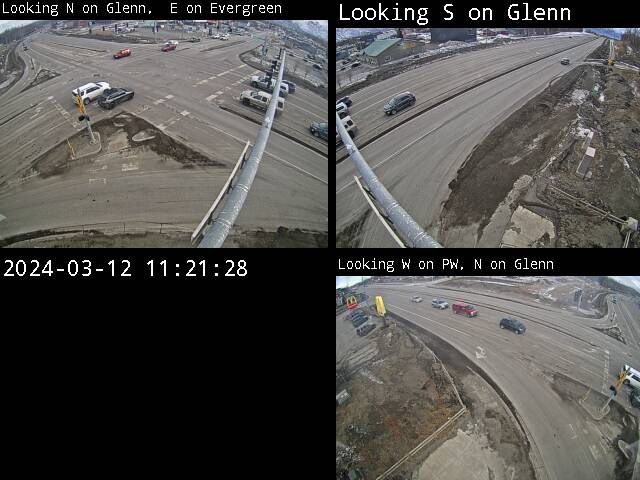 Looking N on Glenn,  E on Evergreen
Looking S on Glenn
2024-03-12 11:21:28
Looking W on PW, N on Glenn